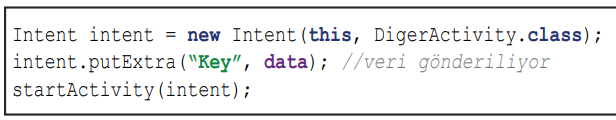 Intent intent = new Intent(this, DigerActivity.class);
intent.putExtra(“Key”, data); //veri gönderiliyor
startActivity(intent);